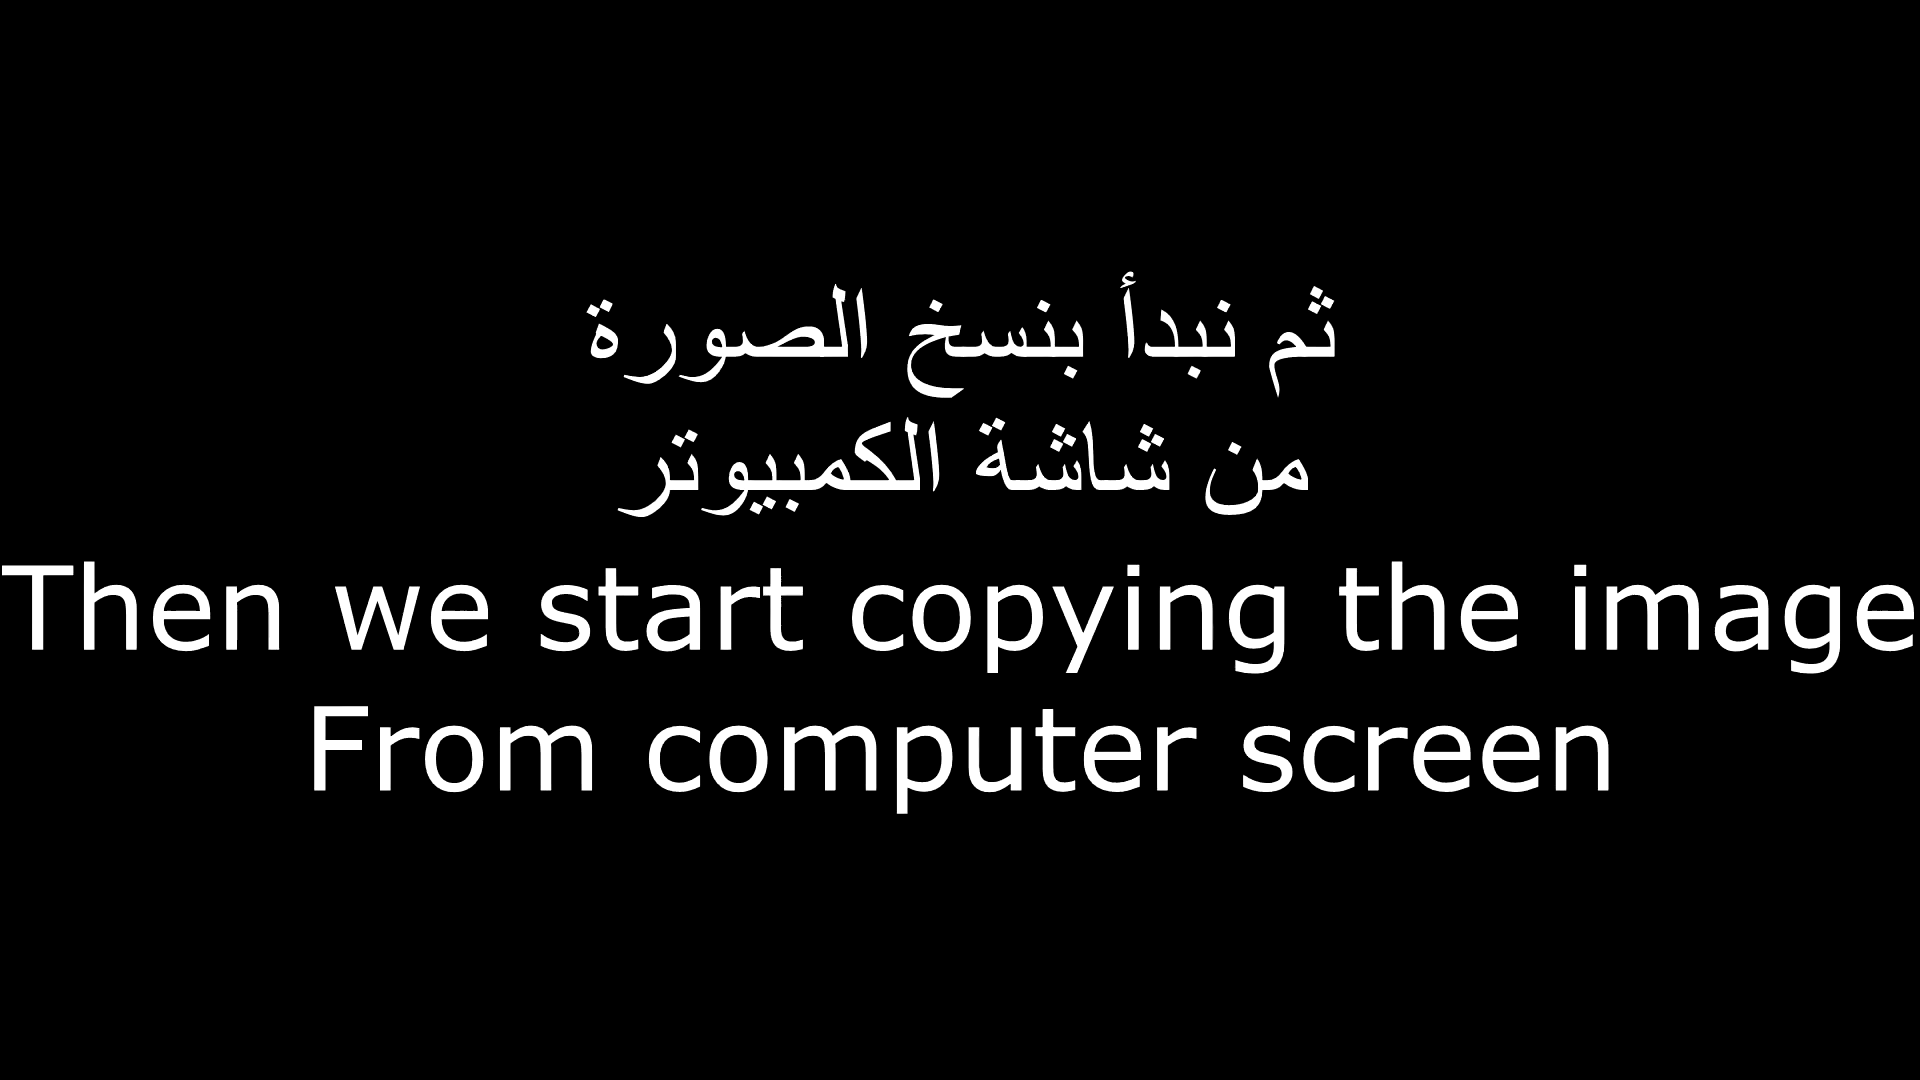 ثم نبدأ بنسخ الصورة
من شاشة الكمبيوتر
Then we start copying the image
From computer screen